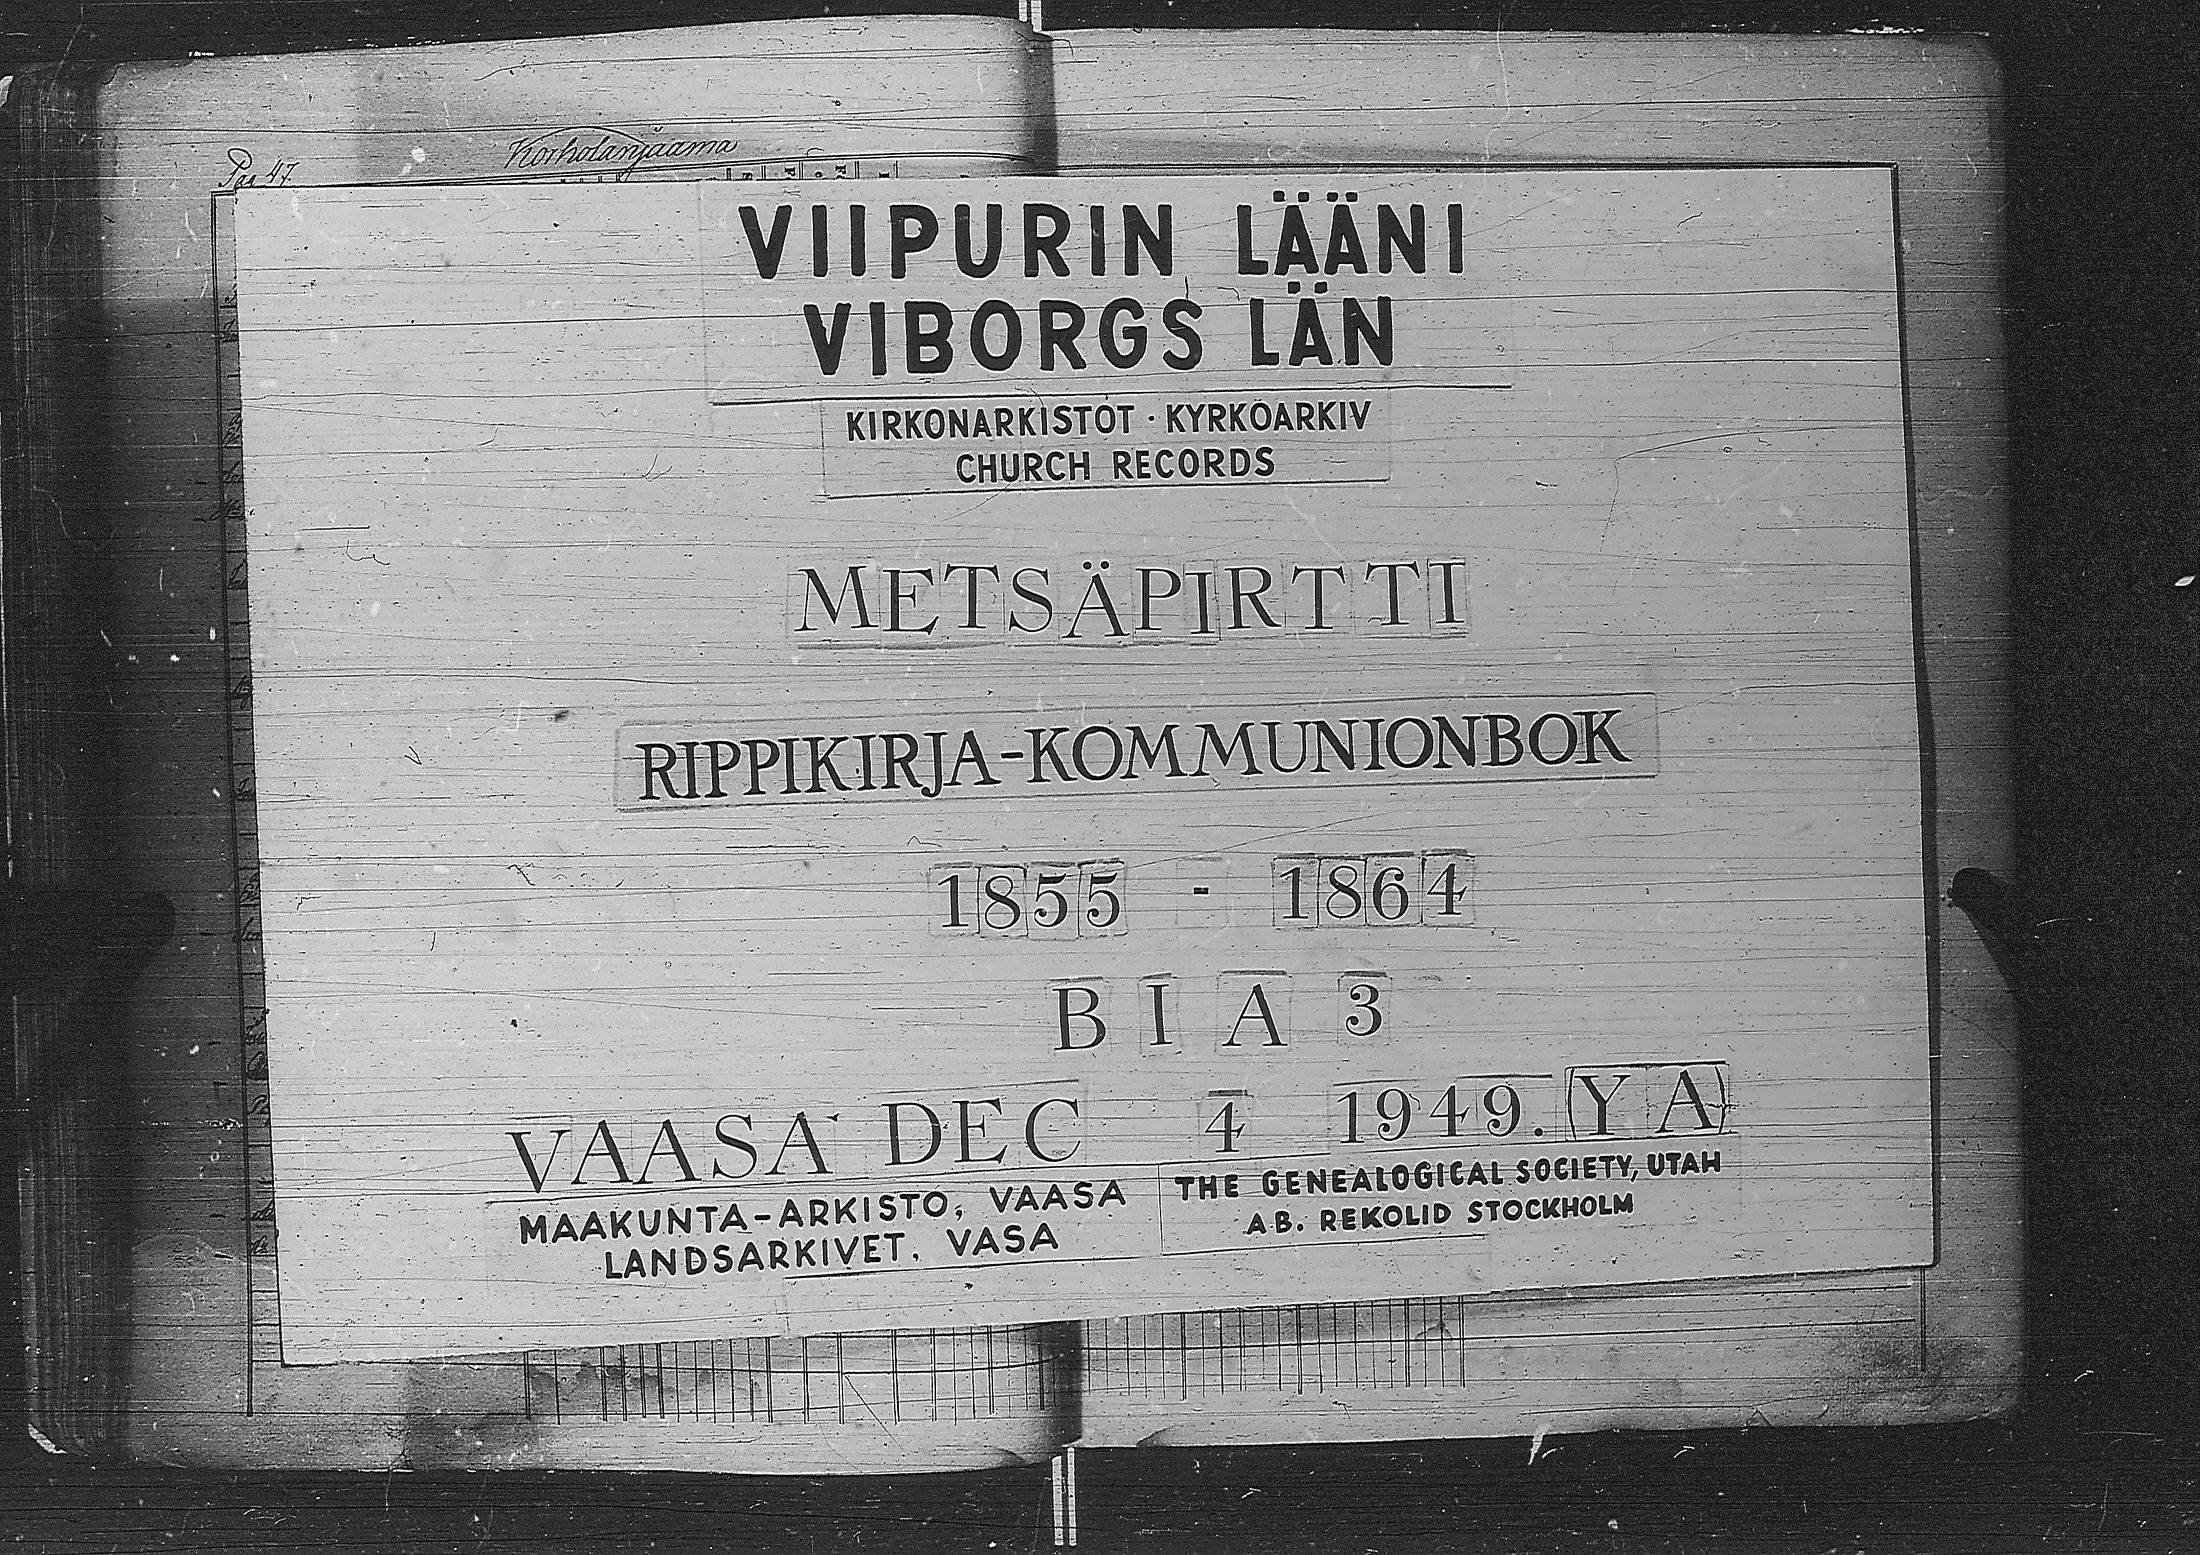 Pag 47.
Korholanjaama
VIIPURIN LÄÄNI
VIBORGS LÄN
KIRKONARKISTOT · KYRKOARKIV
CHURCH RECORDS
METSÄPIRTTI
RIPPIKIRJA-KOMMUNIONBOK
1855 - 1864
B I A 3
VAASA DEC 4 1949. (YA)
MAAKUNTA-ARKISTO, VAASA
LANDSARKIVET, VASA
THE GENEALOGICAL SOCIETY, UTAH
A.B. REKOLID STOCKHOLM